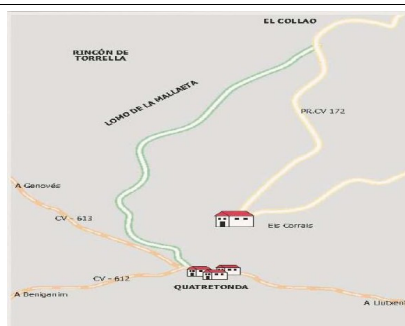 EL COLLAO
RINCÓN DE
TORRELLA
LOMO DE LA MALLAETA
PR.CV 172
A Genovés
CV - 613
Els Corrals
CV - 612
QUATRETONDA
A Beniganim
A Llutxent